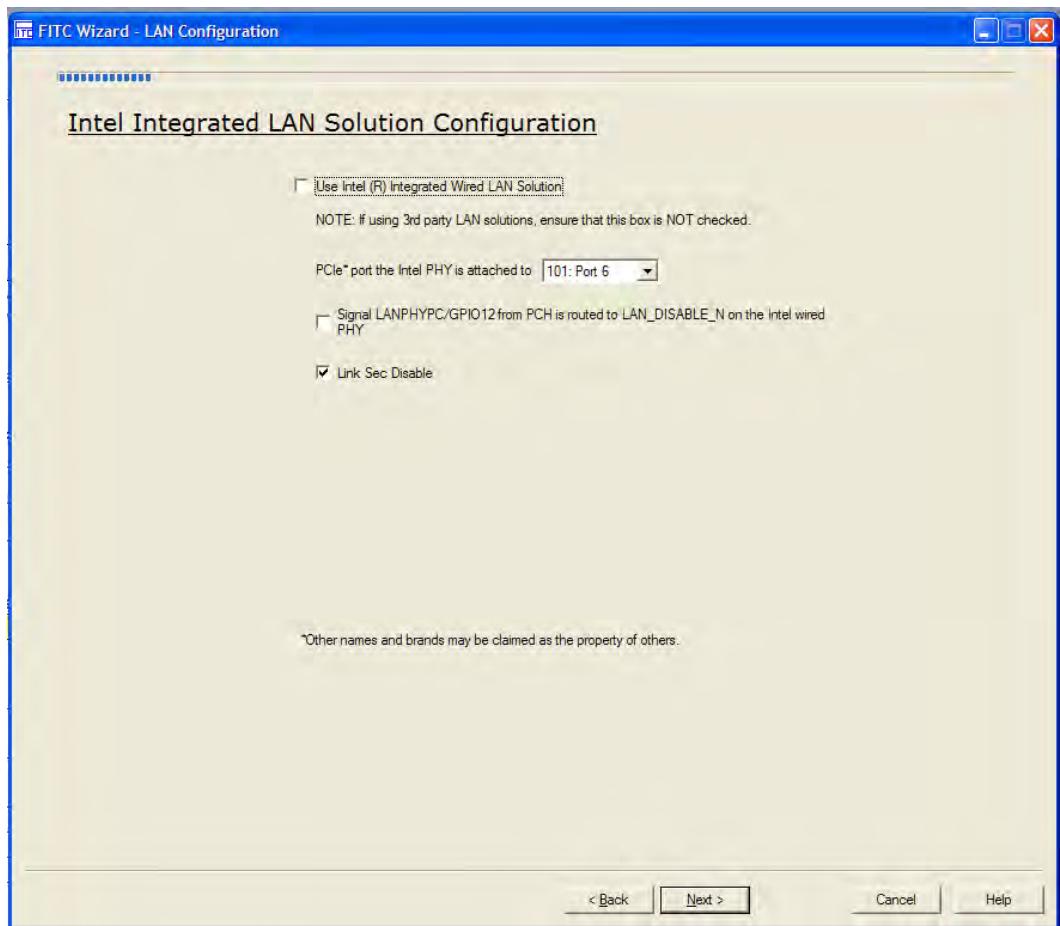 FITC Wizard - LAN Configuration
Intel Integrated LAN Solution Configuration
Use Intel (R) Integrated Wired LAN Solution
NOTE: If using 3rd party LAN solutions, ensure that this box is NOT checked.
PCIe* port the Intel PHY is attached to 101: Port 6
Signal LANPHYPC/GPIO12 from PCH is routed to LAN_DISABLE_N on the Intel wired
PHY
Link Sec Disable
*Other names and brands may be claimed as the property of others.
< Back Next > Cancel Help